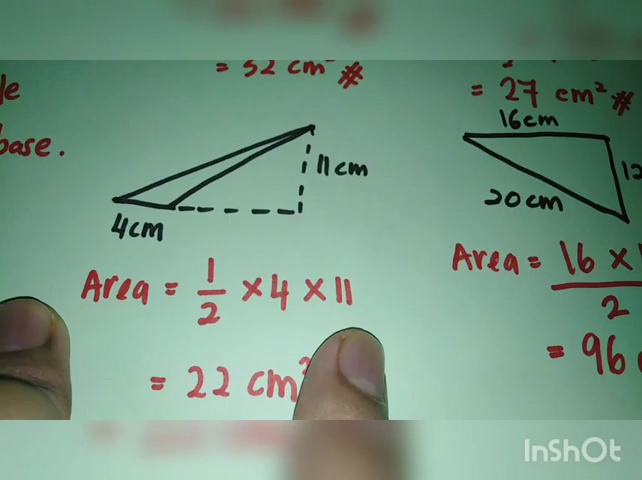 = 32 cm² #
= 27 cm² #
base.
11cm
4cm
Area = 1/2 × 4 × 11
= 22 cm²
16cm
12
20cm
Area = 16 ×
2
= 96
InShOt